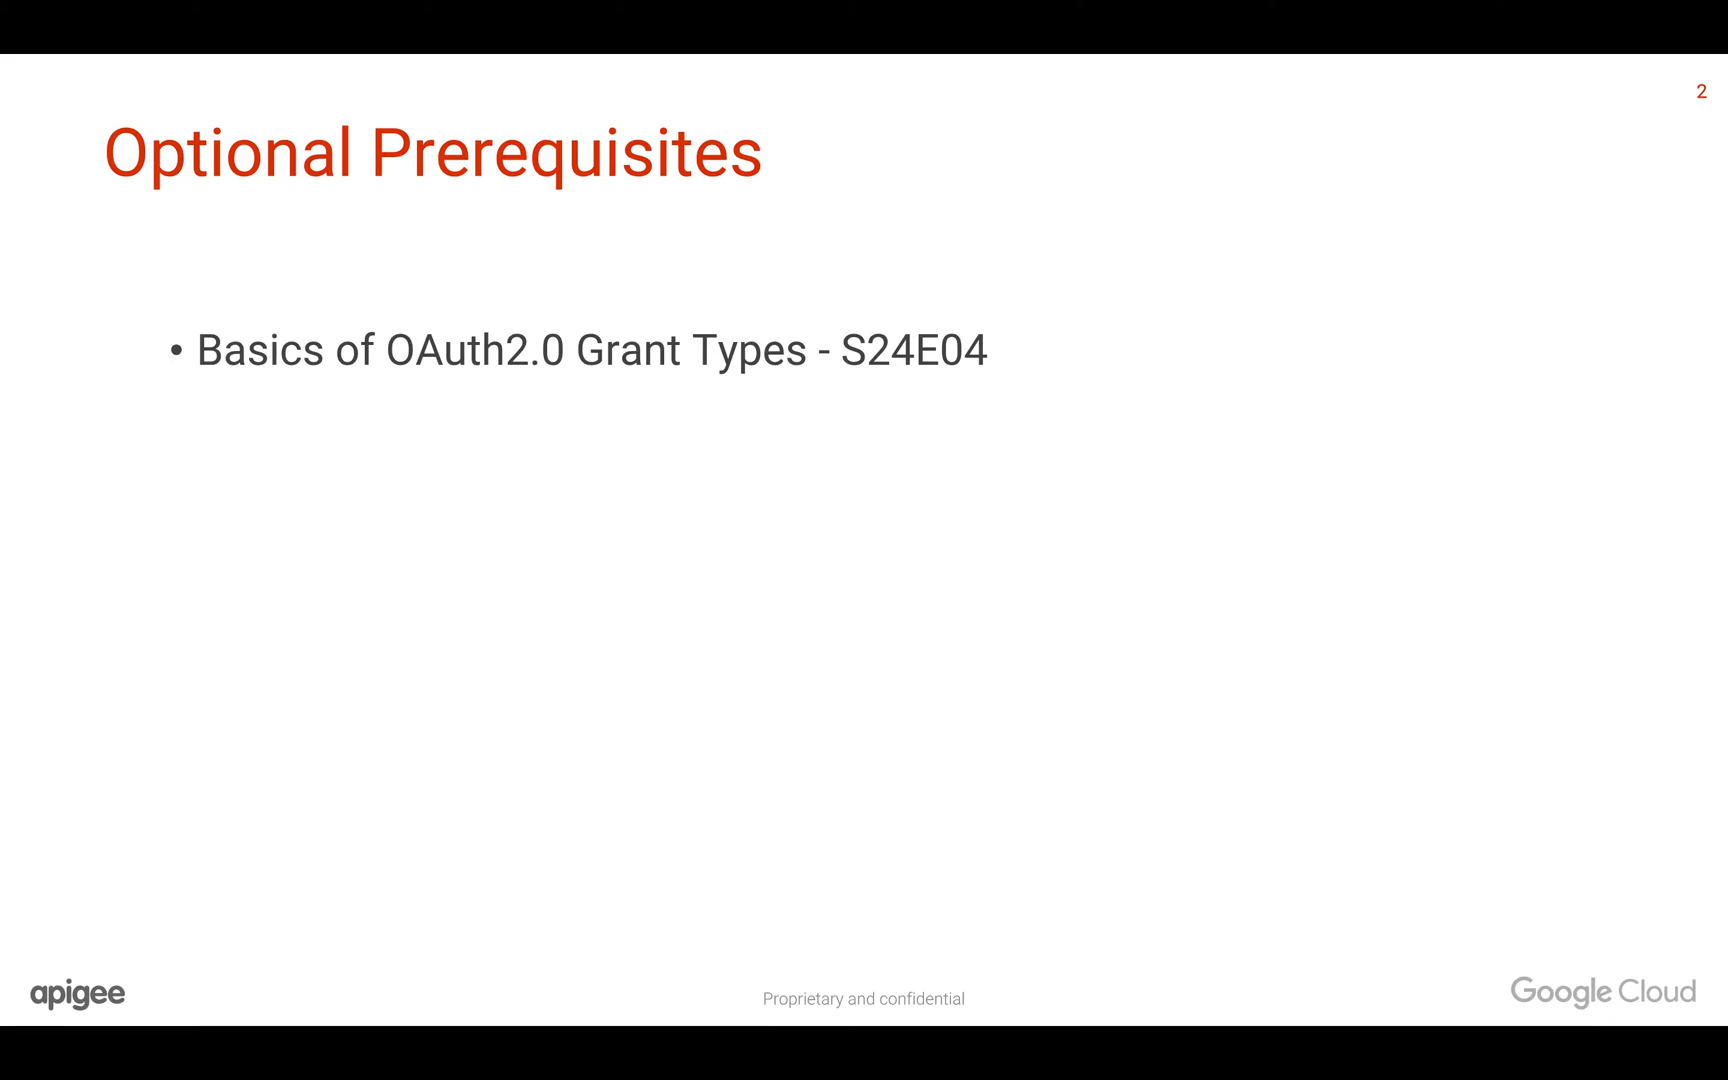 2
Optional Prerequisites
• Basics of OAuth2.0 Grant Types - S24E04
apigee
Proprietary and confidential
Google Cloud